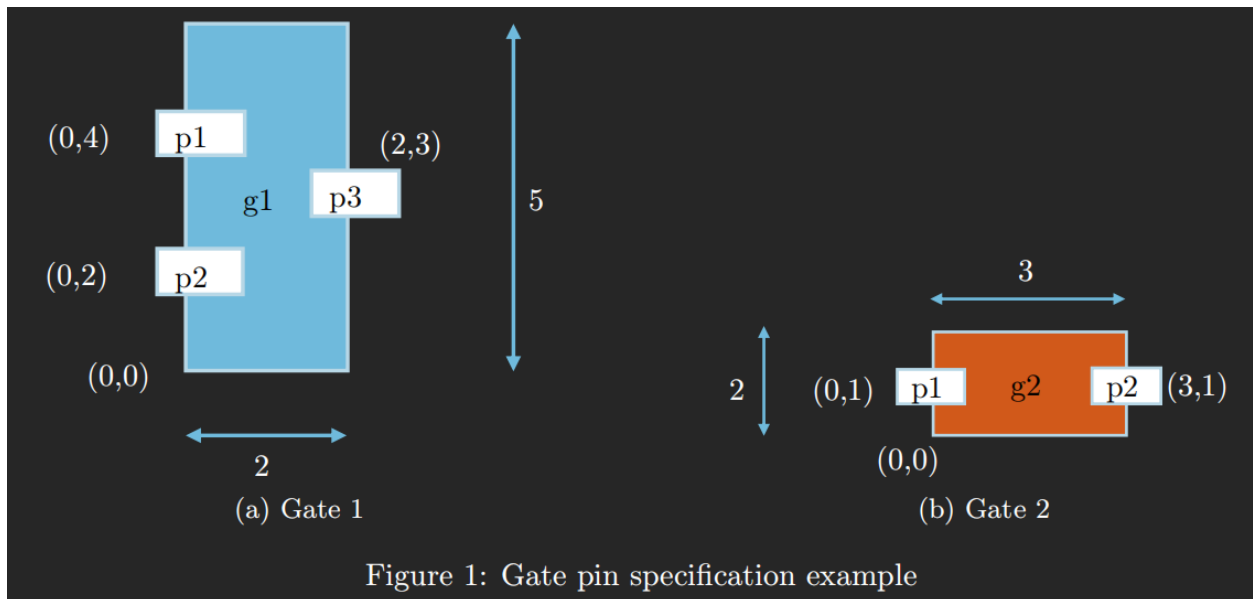 (0,4)
p1
(2,3)
g1
p3
5
(0,2)
p2
(0,0)
2
(a) Gate 1
3
2
(0,1)
p1
g2
p2
(3,1)
(0,0)
(b) Gate 2
Figure 1: Gate pin specification example